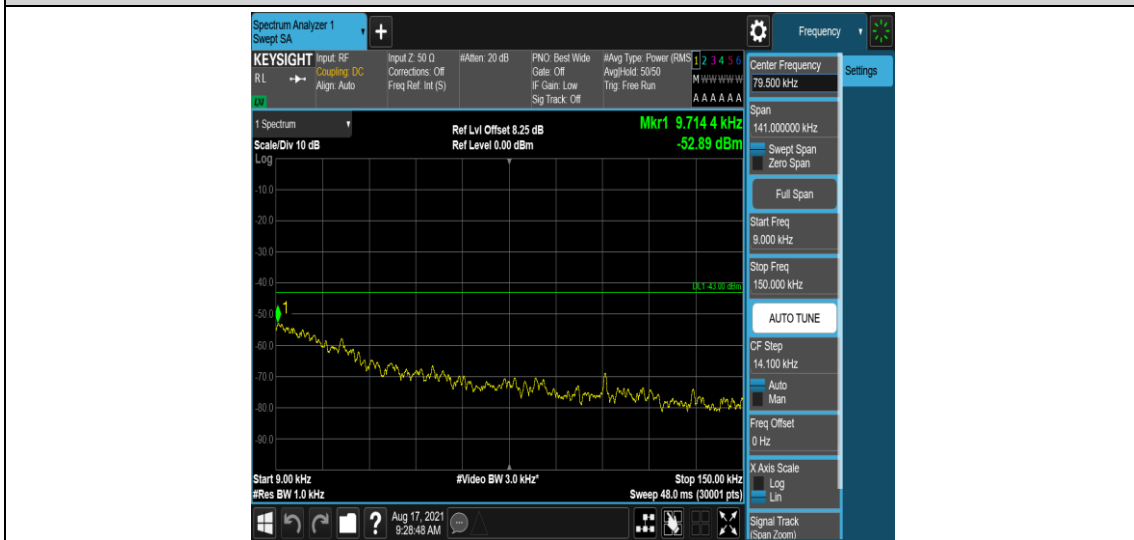 Spectrum Analyzer 1
Swept SA
+
Frequency
KEYSIGHT
RL
LXI
Input: RF
Coupling: DC
Align: Auto
Input Z: 50 Ω
Corrections: Off
Freq Ref: Int (S)
#Atten: 20 dB
PNO: Best Wide
Gate: Off
IF Gain: Low
Sig Track: Off
#Avg Type: Power (RMS
Avg|Hold: 50/50
Trig: Free Run
1 2 3 4 5 6
M W W W W W
A A A A A A
1 Spectrum
Scale/Div 10 dB
Log
Ref Lvl Offset 8.25 dB
Ref Level 0.00 dBm
Mkr1 9.714 4 kHz
-52.89 dBm
-10.0
-20.0
-30.0
-40.0
DL1 -43.00 dBm
-50.0
1
-60.0
-70.0
-80.0
-90.0
Start 9.00 kHz
#Res BW 1.0 kHz
#Video BW 3.0 kHz*
Stop 150.00 kHz
Sweep 48.0 ms (30001 pts)
?
Aug 17, 2021
9:28:48 AM
Center Frequency
79.500 kHz
Settings
Span
141.000000 kHz
Swept Span
Zero Span
Full Span
Start Freq
9.000 kHz
Stop Freq
150.000 kHz
AUTO TUNE
CF Step
14.100 kHz
Auto
Man
Freq Offset
0 Hz
X Axis Scale
Log
Lin
Signal Track
(Span Zoom)